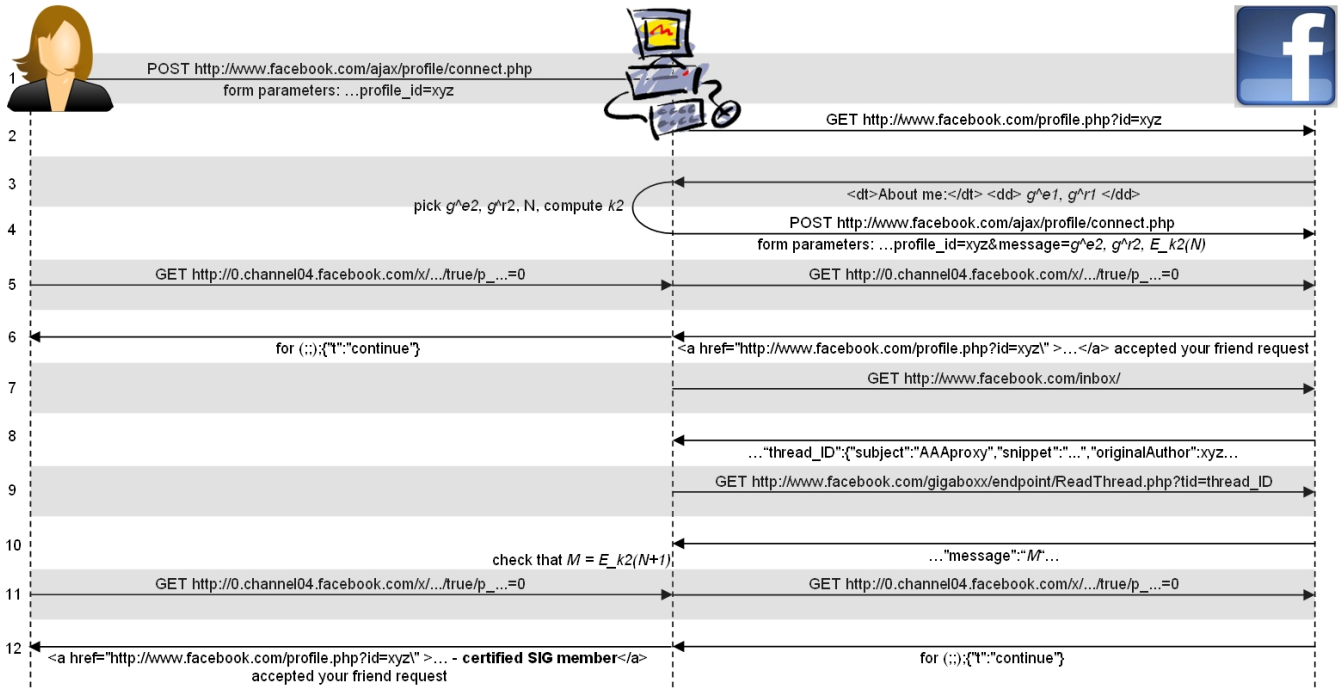 1
POST http://www.facebook.com/ajax/profile/connect.php
form parameters: …profile_id=xyz
f
2
GET http://www.facebook.com/profile.php?id=xyz
3
<dt>About me:</dt> <dd> g^e1, g^r1 </dd>
pick g^e2, g^r2, N, compute k2
4
POST http://www.facebook.com/ajax/profile/connect.php
form parameters: …profile_id=xyz&message=g^e2, g^r2, E_k2(N)
5
GET http://0.channel04.facebook.com/x/.../true/p_...=0
GET http://0.channel04.facebook.com/x/.../true/p_...=0
6
for (;;);{"t":"continue"}
<a href="http://www.facebook.com/profile.php?id=xyz\" >…</a> accepted your friend request
7
GET http://www.facebook.com/inbox/
8
…“thread_ID":{"subject":"AAAproxy","snippet":"...","originalAuthor":xyz…
9
GET http://www.facebook.com/gigaboxx/endpoint/ReadThread.php?tid=thread_ID
10
check that M = E_k2(N+1)
…"message":“M“…
11
GET http://0.channel04.facebook.com/x/.../true/p_...=0
GET http://0.channel04.facebook.com/x/.../true/p_...=0
12
<a href="http://www.facebook.com/profile.php?id=xyz\" >… - certified SIG member</a>
accepted your friend request
for (;;);{"t":"continue"}